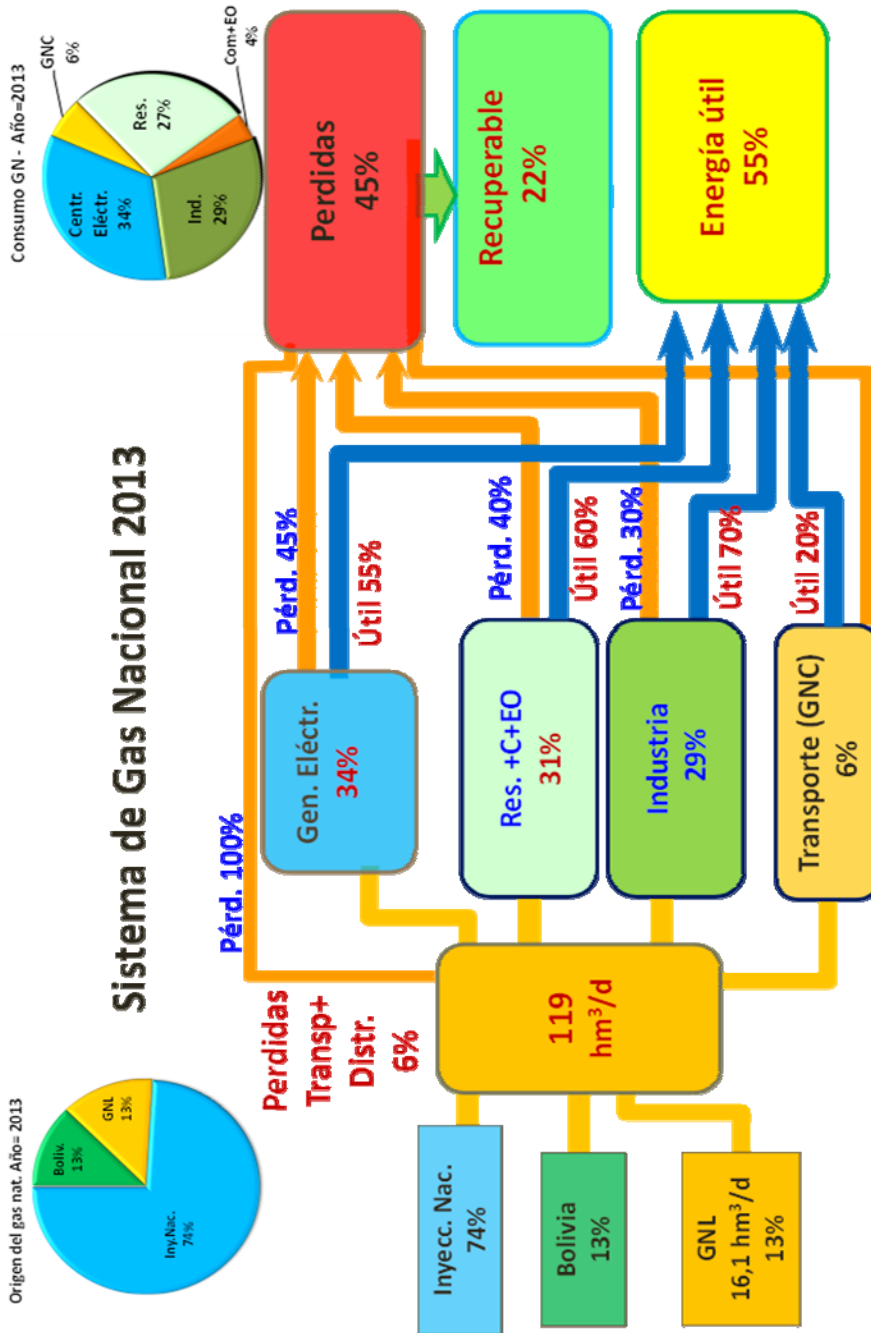 Origen del gas nat. Año= 2013
Boliv.
13%
GNL
13%
Iny.Nac.
74%
Sistema de Gas Nacional 2013
Consumo GN - Año=2013
GNC
6%
Centr.
Eléctr.
34%
Res.
27%
Ind.
29%
Com+EO
4%
Pérd. 100%
Perdidas
Transp+
Distr.
6%
Inyecc. Nac.
74%
Bolivia
13%
GNL
16,1 hm³/d
13%
119
hm³/d
Gen. Eléctr.
34%
Res. +C+EO
31%
Industria
29%
Transporte (GNC)
6%
Pérd. 45%
Útil 55%
Pérd. 40%
Útil 60%
Pérd. 30%
Útil 70%
Útil 20%
Perdidas
45%
Recuperable
22%
Energía útil
55%